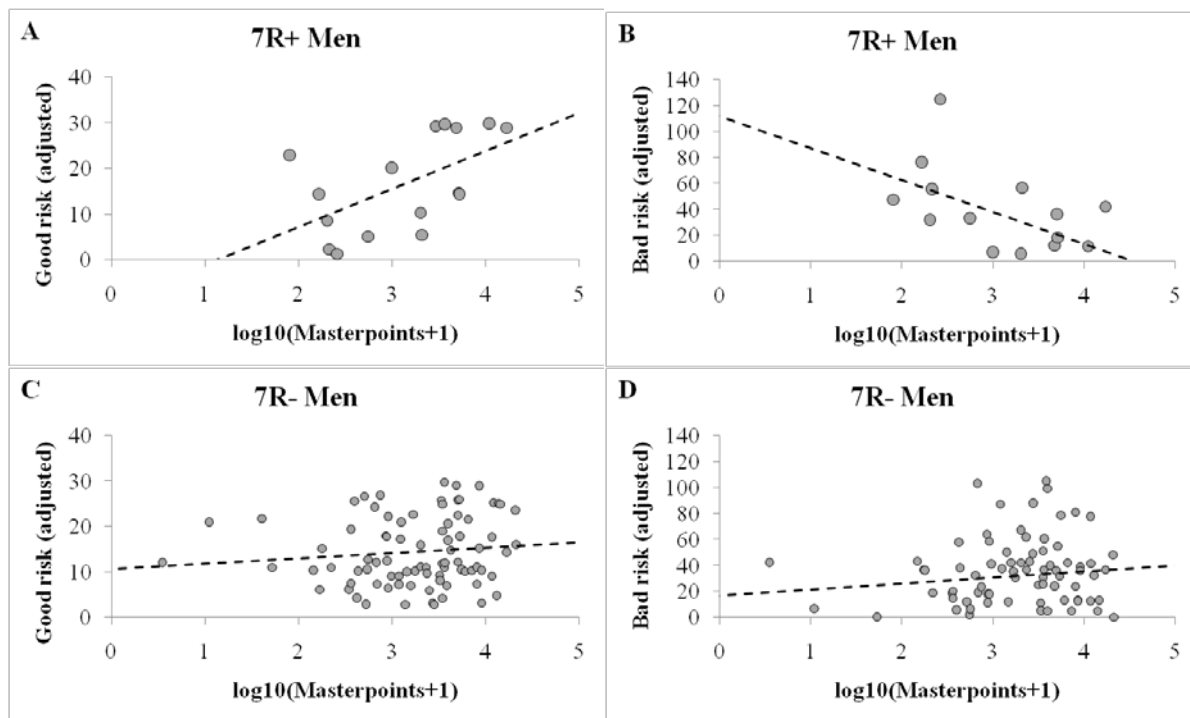 A
7R+ Men
Good risk (adjusted)
40
30
20
10
0
0 1 2 3 4 5
log10(Masterpoints+1)
B
7R+ Men
Bad risk (adjusted)
140
120
100
80
60
40
20
0
0 1 2 3 4 5
log10(Masterpoints+1)
C
7R- Men
Good risk (adjusted)
40
30
20
10
0
0 1 2 3 4 5
log10(Masterpoints+1)
D
7R- Men
Bad risk (adjusted)
140
120
100
80
60
40
20
0
0 1 2 3 4 5
log10(Masterpoints+1)